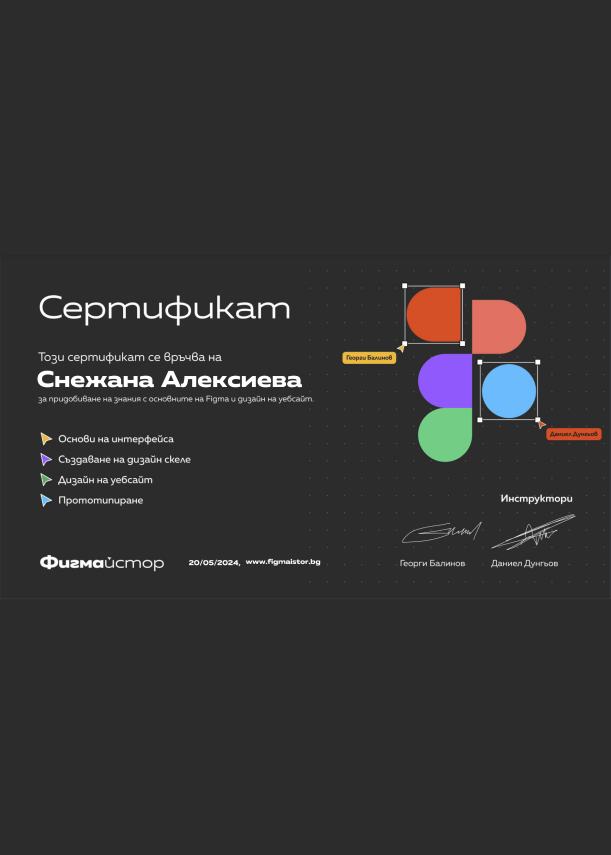 Сертификат
Този сертификат се връчва на
Снежана Алексиева
за придобиване на знания с основните на Figma и дизайн на уебсайт.
Основи на интерфейса
Създаване на дизайн скеле
Дизайн на уебсайт
Прототипиране
Фигмайстор
20/05/2024, www.figmaistor.bg
Георги Балинов
Даниел Дунгьов
Инструктори
Георги Балинов
Даниел Дунгьов